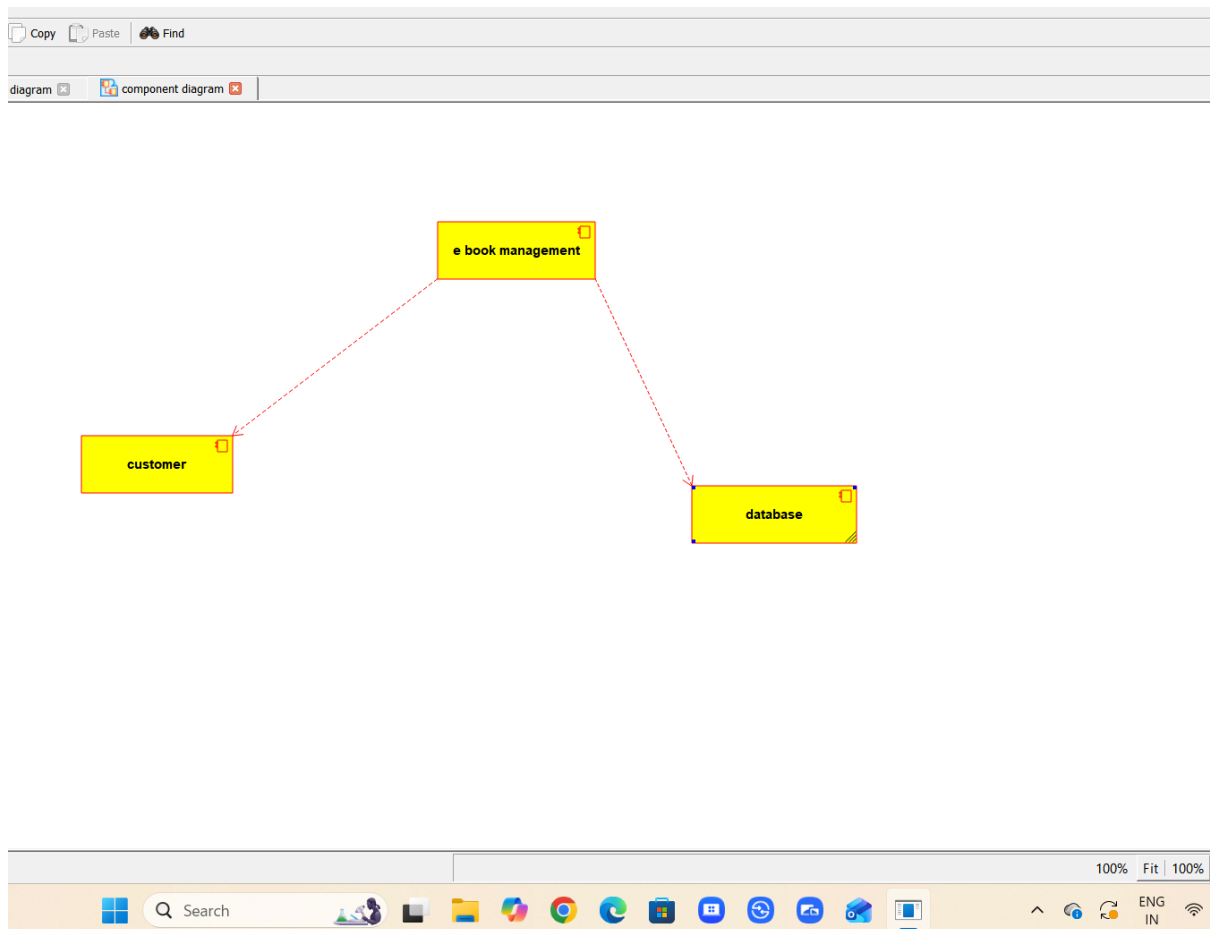 Copy Paste Find
diagram component diagram
e book management
customer
database
100% Fit 100%
Search
ENG
IN